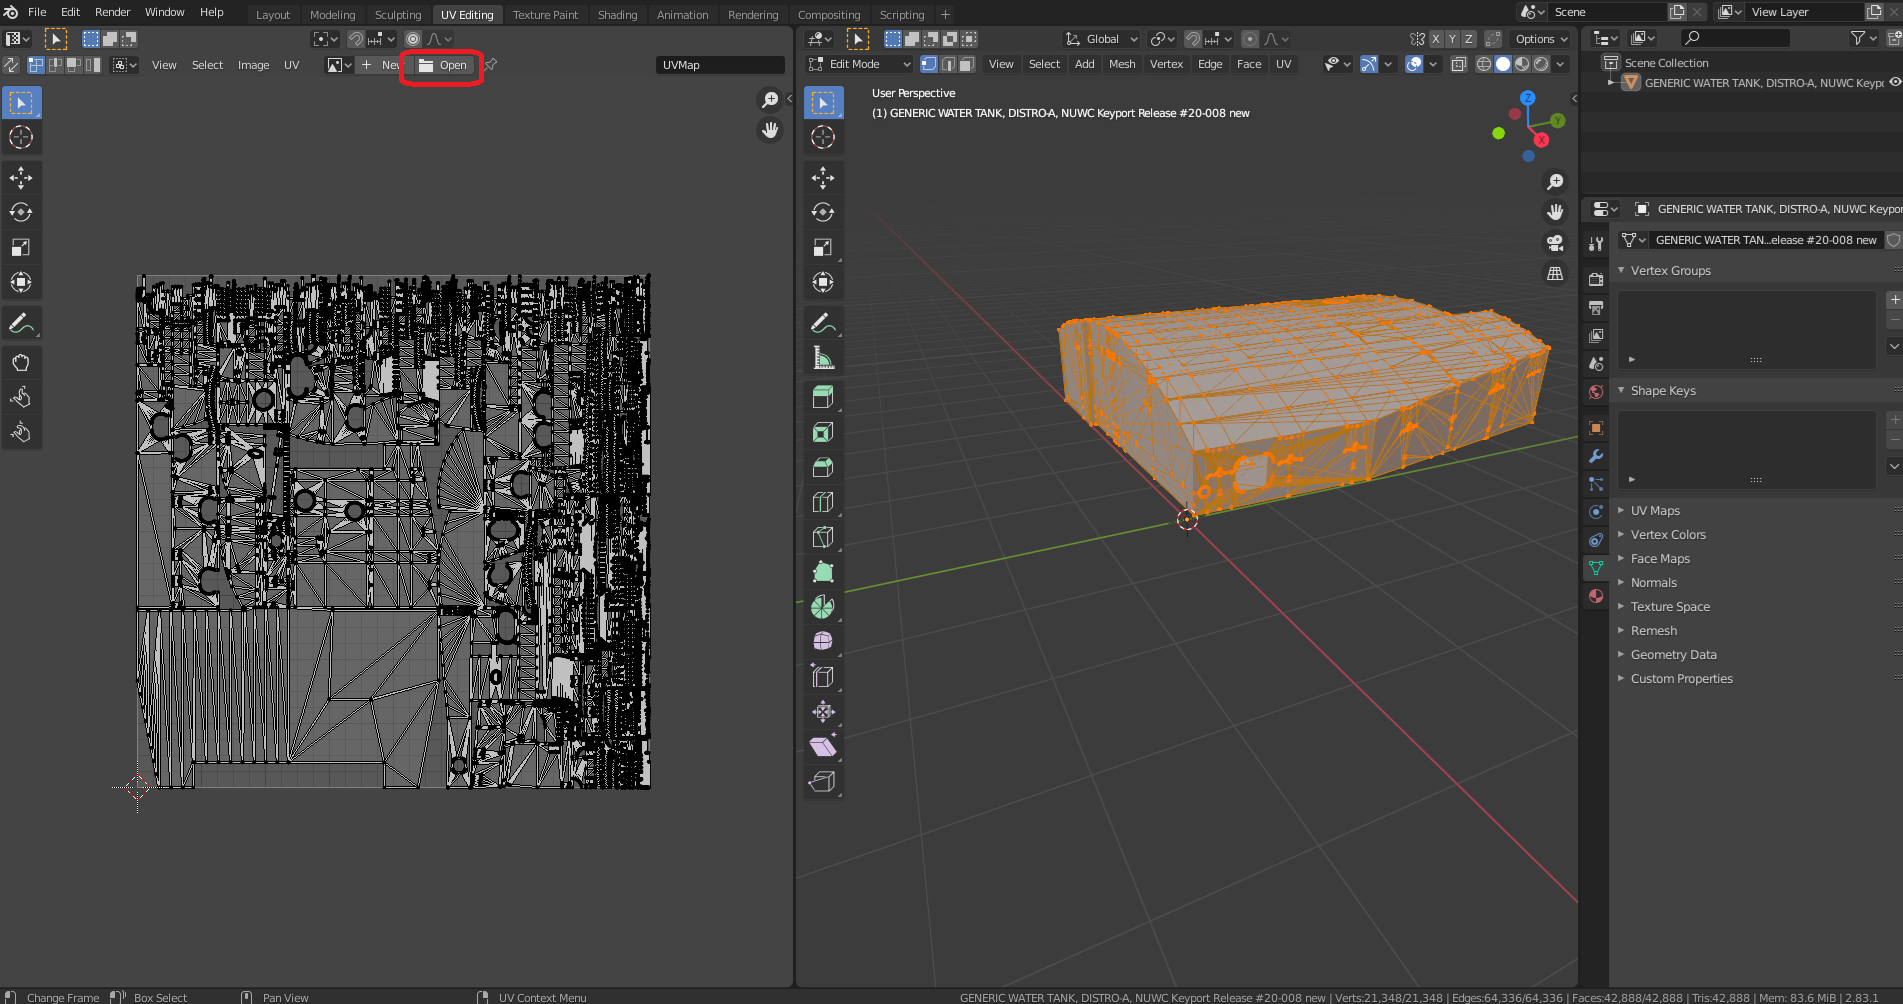 File Edit Render Window Help Layout Modeling Sculpting UV Editing Texture Paint Shading Animation Rendering Compositing Scripting + Scene View Layer
Global X Y Z Options
View Select Image UV + New Open UVMap
Edit Mode View Select Add Mesh Vertex Edge Face UV
Scene Collection
GENERIC WATER TANK, DISTRO-A, NUWC Keypo
User Perspective
(1) GENERIC WATER TANK, DISTRO-A, NUWC Keyport Release #20-008 new
Z
Y
X
GENERIC WATER TANK, DISTRO-A, NUWC Keypor
GENERIC WATER TAN...elease #20-008 new
Vertex Groups
Shape Keys
UV Maps
Vertex Colors
Face Maps
Normals
Texture Space
Remesh
Geometry Data
Custom Properties
Change Frame Box Select Pan View UV Context Menu GENERIC WATER TANK, DISTRO-A, NUWC Keyport Release #20-008 new | Verts:21,348/21,348 | Edges:64,336/64,336 | Faces:42,888/42,888 | Tris:42,888 | Mem: 83.6 MiB | 2.83.1